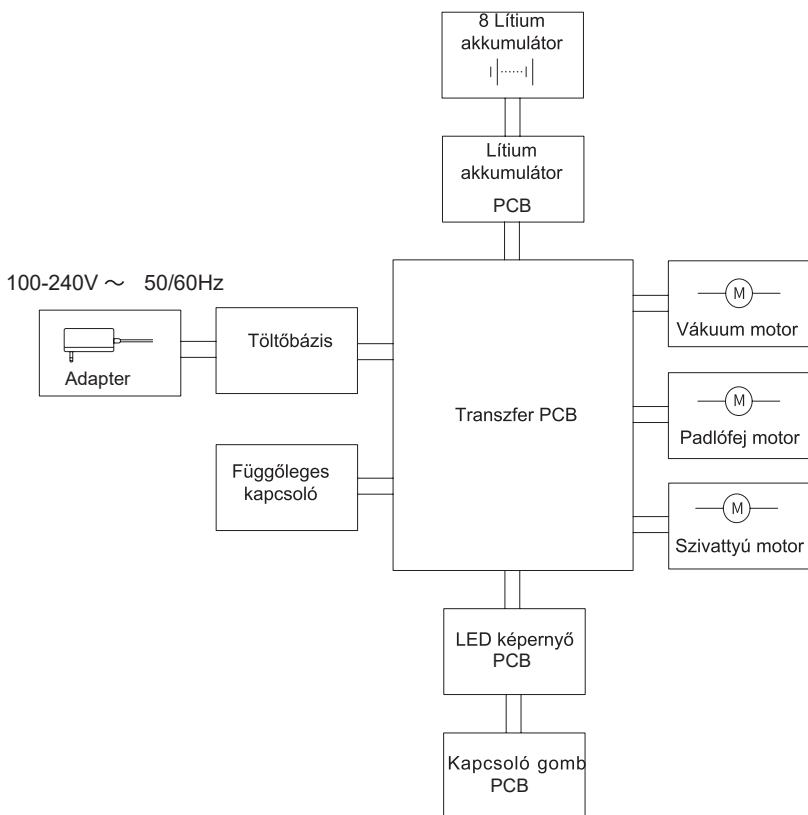 8 Lítium
akkumulátor
Lítium
akkumulátor
PCB
100-240V ～ 50/60Hz
Adapter
Töltőbázis
Függőleges
kapcsoló
Transzfer PCB
M
Vákuum motor
M
Padlófej motor
M
Szivattyú motor
LED képernyő
PCB
Kapcsoló gomb
PCB